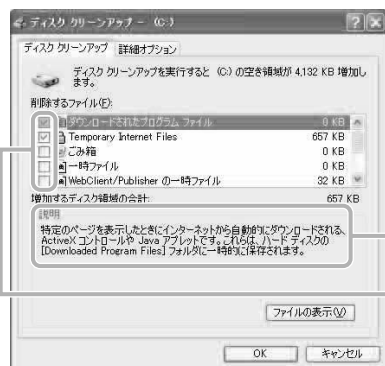 ディスク クリーンアップ - (C:)
ディスク クリーンアップ 詳細オプション
ディスク クリーンアップを実行すると (C:) の空き領域が 4,132 KB 増加し
ます。
削除するファイル(F):
ダウンロードされたプログラム ファイル 0 KB
Temporary Internet Files 657 KB
ごみ箱 0 KB
一時ファイル 0 KB
WebClient/Publisher の一時ファイル 32 KB
増加するディスク領域の合計: 657 KB
説明
特定のページを表示したときにインターネットから自動的にダウンロードされる、
ActiveX コントロールや Java アプレットです。これらは、ハード ディスクの
[Downloaded Program Files] フォルダに一時的に保存されます。
ファイルの表示(V)
OK キャンセル